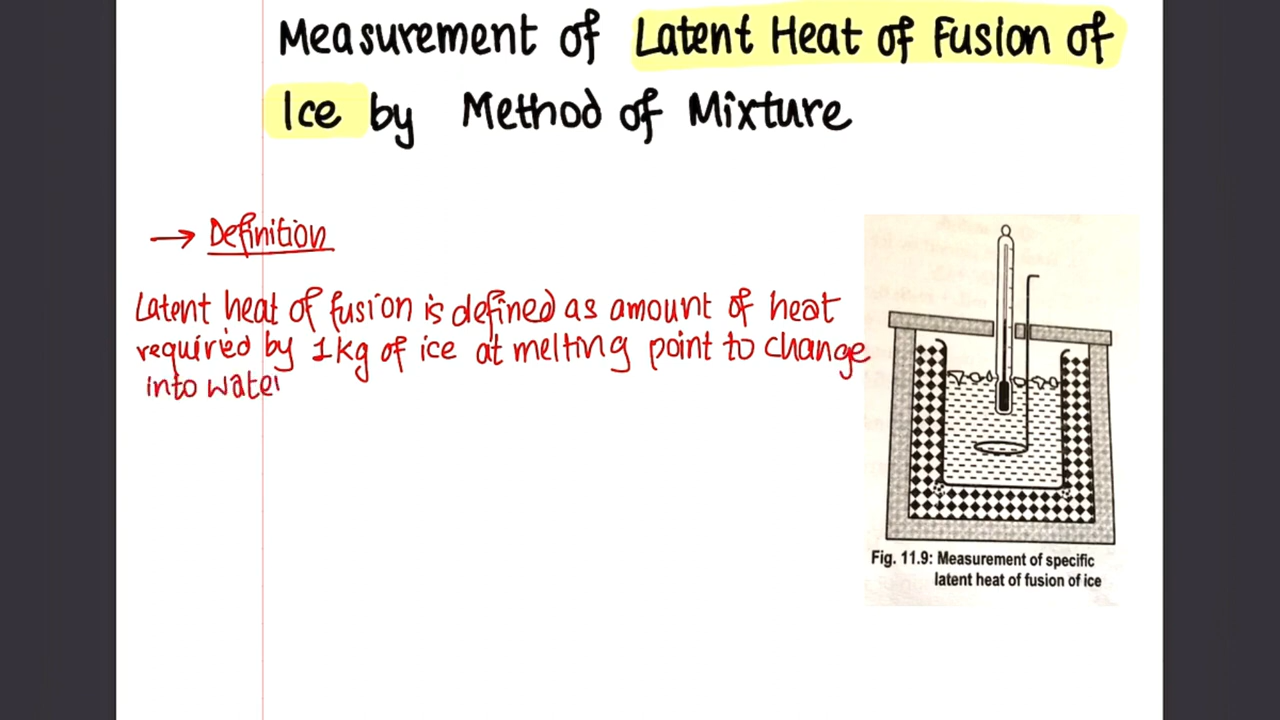 Measurement of Latent Heat of Fusion of
Ice by Method of Mixture
→ Definition
Latent heat of fusion is defined as amount of heat
required by 1kg of ice at melting point to change
into water
Fig. 11.9: Measurement of specific
latent heat of fusion of ice